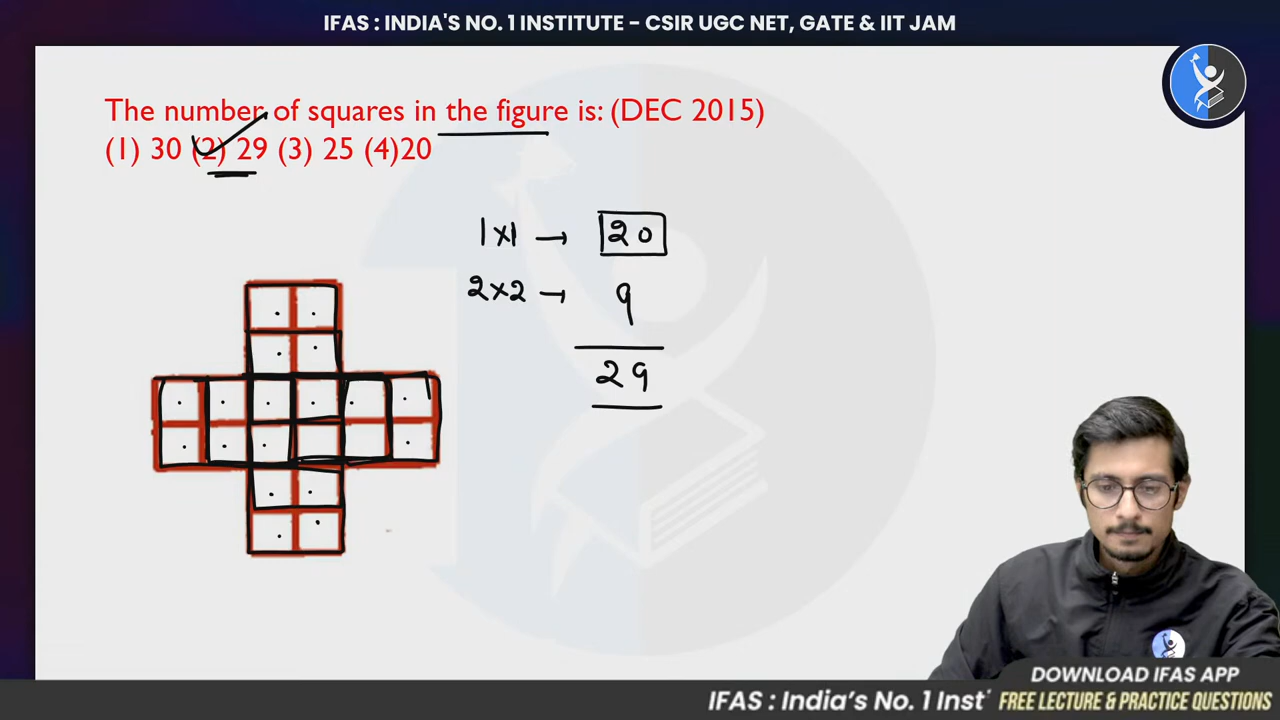 IFAS : INDIA'S NO. 1 INSTITUTE - CSIR UGC NET, GATE & IIT JAM
The number of squares in the figure is: (DEC 2015)
(1) 30 (2) 29 (3) 25 (4)20
1x1 → 20
2x2 → 9
29
DOWNLOAD IFAS APP
IFAS : India's No. 1 Inst
FREE LECTURE & PRACTICE QUESTIONS